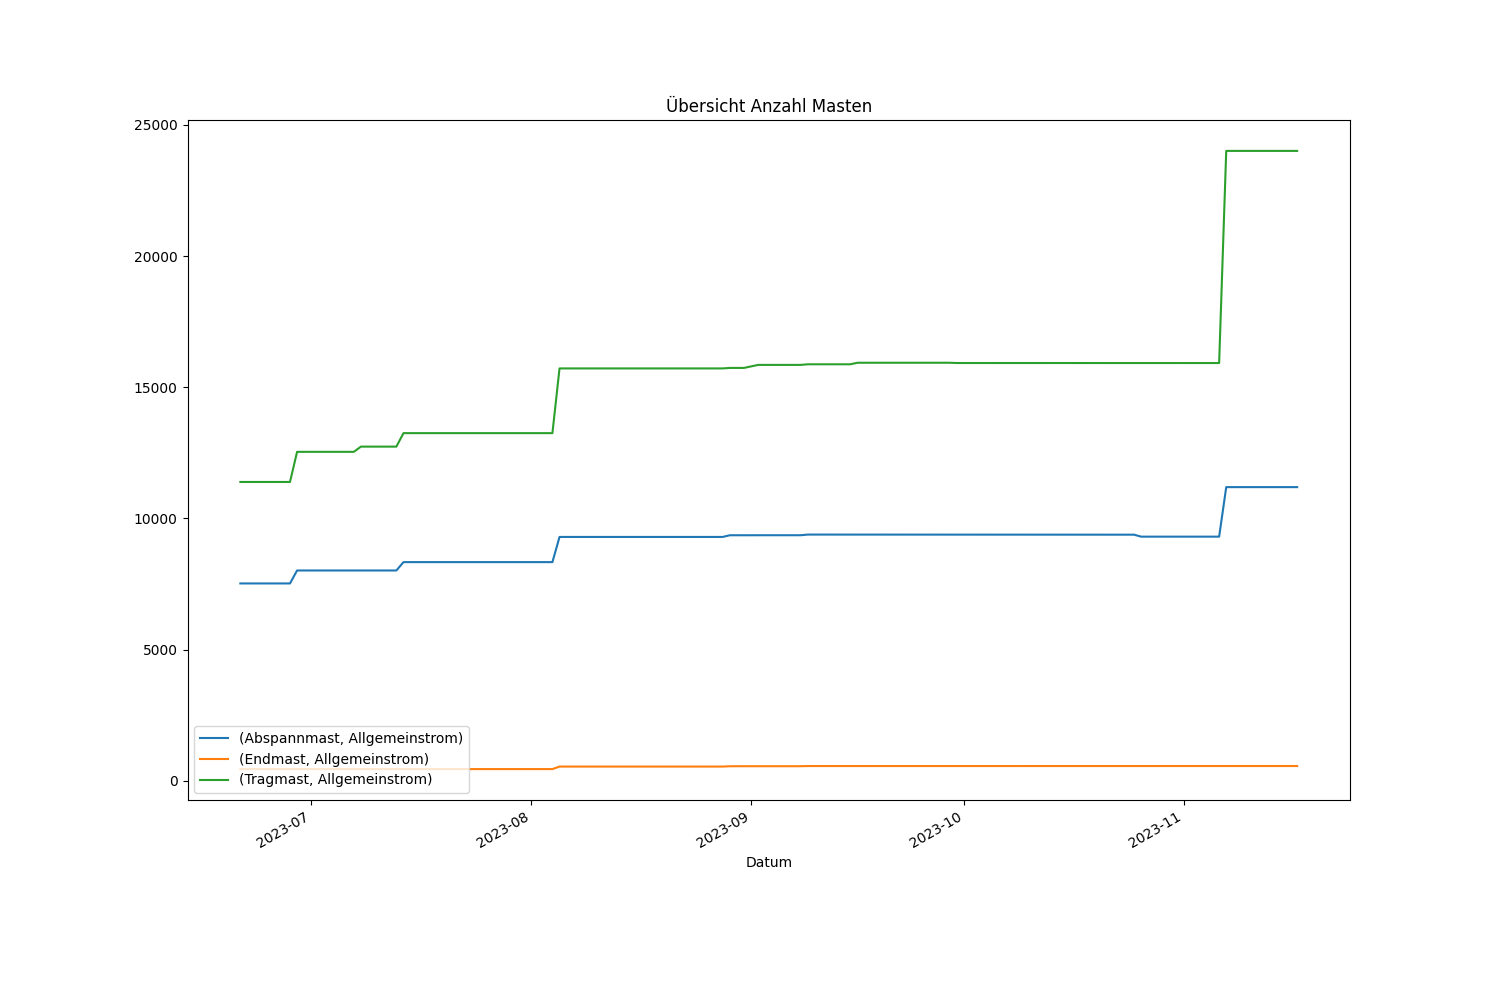 Übersicht Anzahl Masten
25000
20000
15000
10000
5000
0
(Abspannmast, Allgemeinstrom)
(Endmast, Allgemeinstrom)
(Tragmast, Allgemeinstrom)
2023-07
2023-08
2023-09
2023-10
2023-11
Datum